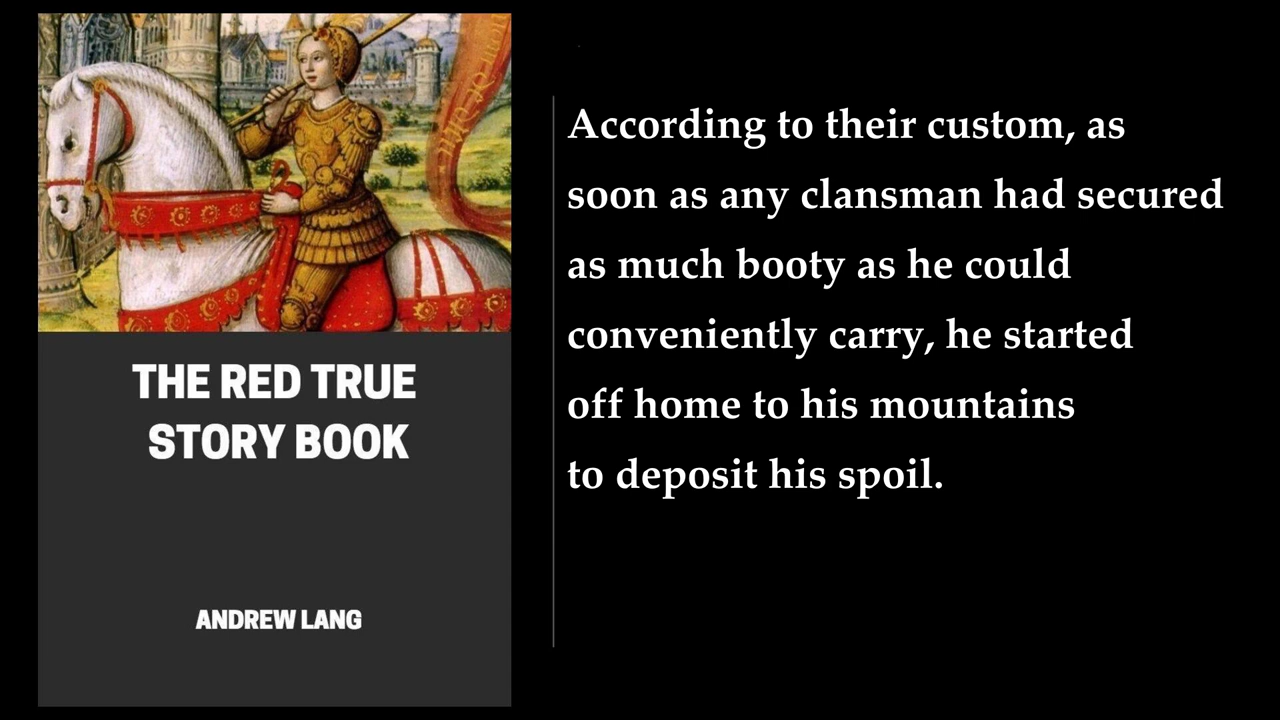 THE RED TRUE
STORY BOOK
ANDREW LANG
According to their custom, as
soon as any clansman had secured
as much booty as he could
conveniently carry, he started
off home to his mountains
to deposit his spoil.